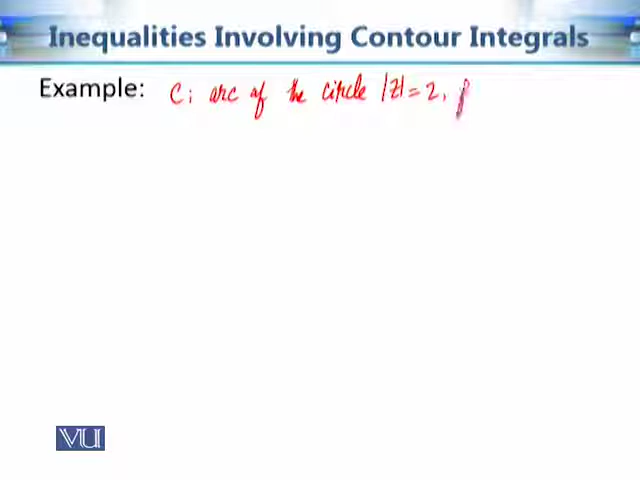 Inequalities Involving Contour Integrals
Example: C: arc of the circle |z| = 2,
VU